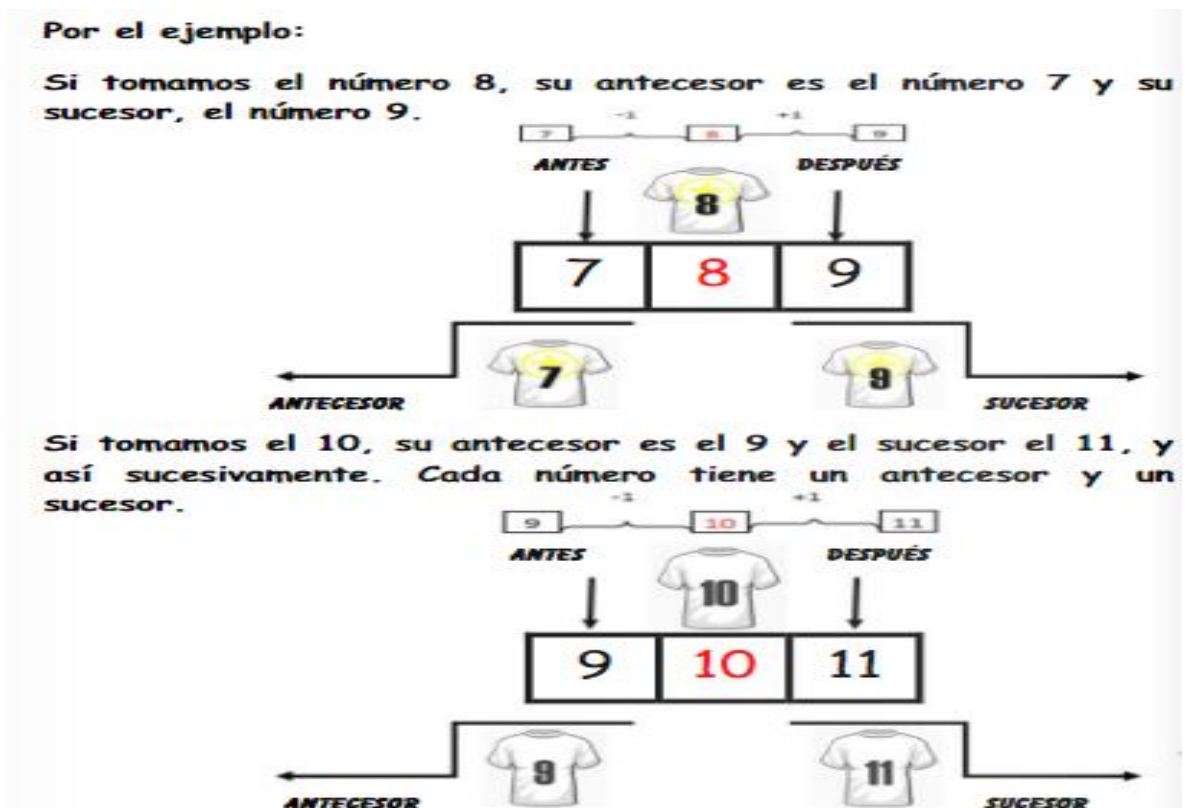 Por el ejemplo:
Si tomamos el número 8, su antecesor es el número 7 y su
sucesor, el número 9.
-1 +1
7 8 9
ANTES DESPUÉS
8
7 8 9
7 9
ANTECESOR SUCESOR
Si tomamos el 10, su antecesor es el 9 y el sucesor el 11, y
así sucesivamente. Cada número tiene un antecesor y un
sucesor.
-1 +1
9 10 11
ANTES DESPUÉS
10
9 10 11
9 11
ANTECESOR SUCESOR